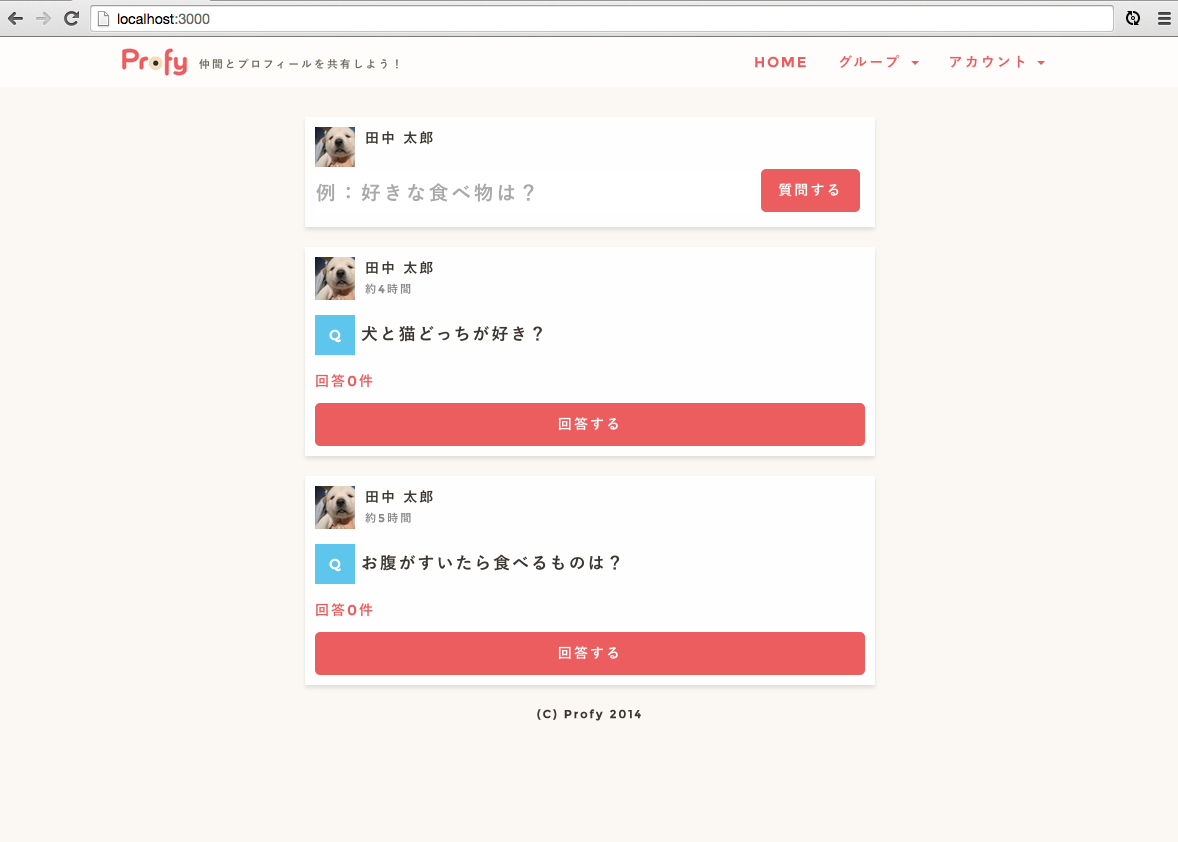 localhost:3000
Profy 仲間とプロフィールを共有しよう！ HOME グループ アカウント
田中 太郎
例：好きな食べ物は？ 質問する
田中 太郎
約4時間
Q 犬と猫どっちが好き？
回答0件
回答する
田中 太郎
約5時間
Q お腹がすいたら食べるものは？
回答0件
回答する
(C) Profy 2014